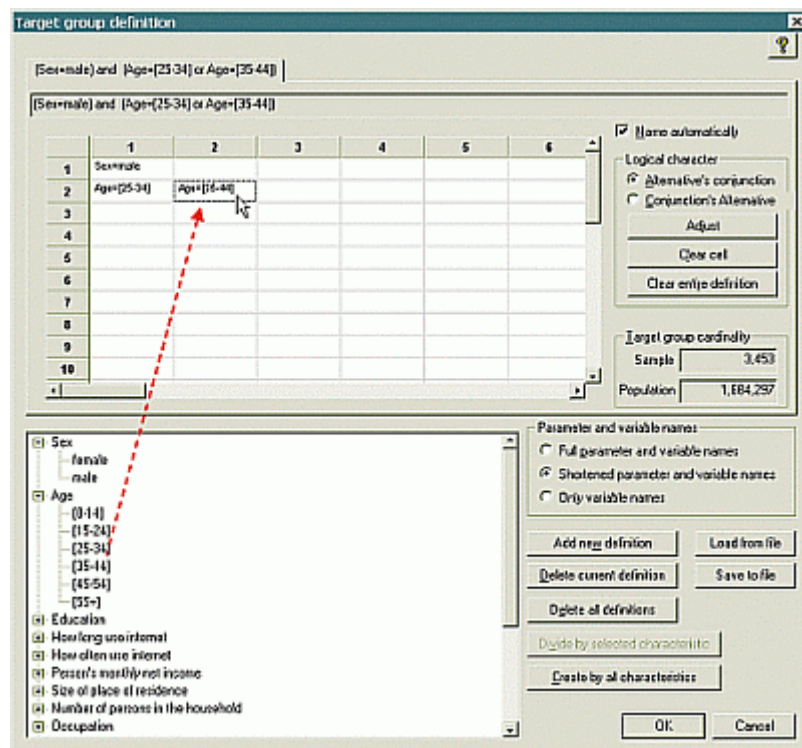 Target group definition
(Sex=male) and (Age=[25-34] or Age=[35-44])
(Sex=male) and (Age=[25-34] or Age=[35-44])
1 2 3 4 5 6
1 Sex=male
2 Age=[25-34] Age=[35-44]
3
4
5
6
7
8
9
10
Name automatically
Logical character
Alternative's conjunction
Conjunction's Alternative
Adjust
Clear cell
Clear entire definition
Target group cardinality
Sample 3,453
Population 1,684,297
Sex
female
male
Age
[0-14]
[15-24]
[25-34]
[35-44]
[45-54]
[55+]
Education
How long use internet
How often use internet
Person's monthly net income
Size of place of residence
Number of persons in the household
Occupation
Parameter and variable names
Full parameter and variable names
Shortened parameter and variable names
Only variable names
Add new definition
Load from file
Delete current definition
Save to file
Delete all definitions
Divide by selected characteristic
Create by all characteristics
OK
Cancel